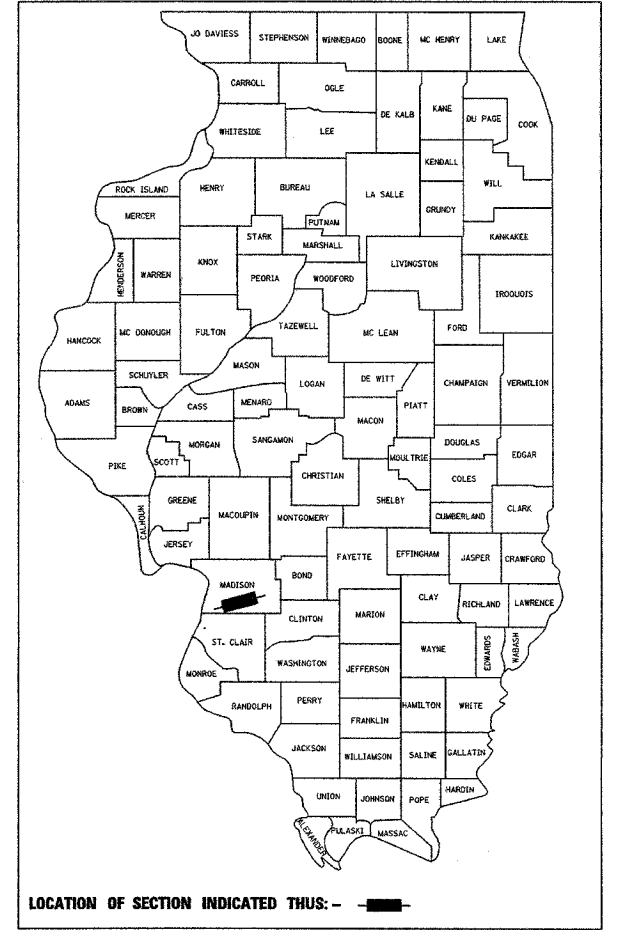 JO DAVIESS STEPHENSON WINNEBAGO BOONE MC HENRY LAKE
CARROLL OGLE DE KALB KANE DU PAGE COOK
WHITESIDE LEE KENDALL WILL
ROCK ISLAND HENRY BUREAU LA SALLE GRUNDY
MERCER PUTNAM KANKAKEE
HENDERSON WARREN KNOX STARK MARSHALL LIVINGSTON
PEORIA WOODFORD IROQUOIS
HANCOCK MC DONOUGH FULTON TAZEWELL MC LEAN FORD
MASON
SCHUYLER LOGAN DE WITT CHAMPAIGN VERMILION
ADAMS BROWN CASS MENARD PIATT
MACON
MORGAN SANGAMON DOUGLAS EDGAR
PIKE SCOTT CHRISTIAN MOULTRIE COLES
GREENE SHELBY CLARK
CALHOUN MACOUPIN MONTGOMERY CUMBERLAND
JERSEY FAYETTE EFFINGHAM JASPER CRAWFORD
MADISON BOND
CLAY RICHLAND LAWRENCE
CLINTON MARION
ST. CLAIR WAYNE EDWARDS WABASH
WASHINGTON JEFFERSON
MONROE
RANDOLPH PERRY HAMILTON WHITE
FRANKLIN
JACKSON WILLIAMSON SALINE GALLATIN
UNION JOHNSON POPE HARDIN
ALEXANDER PULASKI MASSAC
LOCATION OF SECTION INDICATED THUS: -